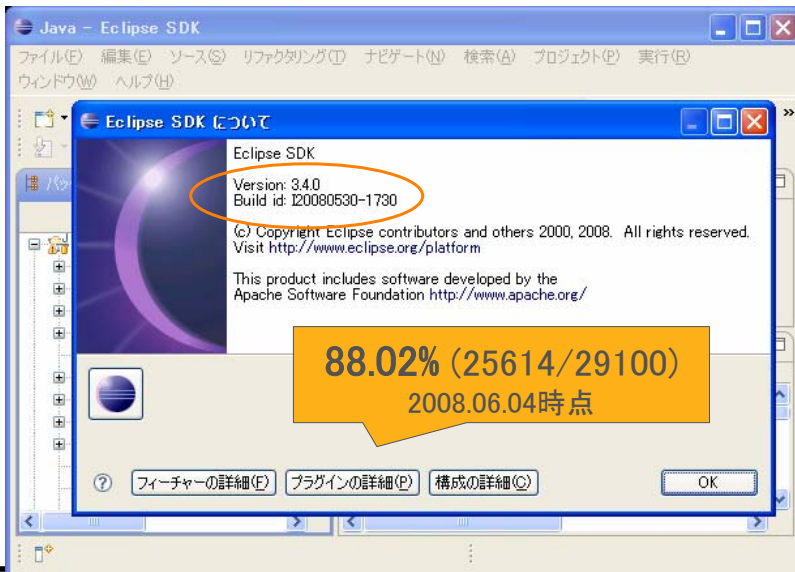 Java - Eclipse SDK
ファイル(F) 編集(E) ソース(S) リファクタリング(T) ナビゲート(N) 検索(A) プロジェクト(P) 実行(R)
ウィンドウ(W) ヘルプ(H)
»
Eclipse SDK について
Eclipse SDK
Version: 3.4.0
Build id: I20080530-1730
(c) Copyright Eclipse contributors and others 2000, 2008. All rights reserved.
Visit http://www.eclipse.org/platform
This product includes software developed by the
Apache Software Foundation http://www.apache.org/
88.02% (25614/29100)
2008.06.04時点
フィーチャーの詳細(F) プラグインの詳細(P) 構成の詳細(C) OK